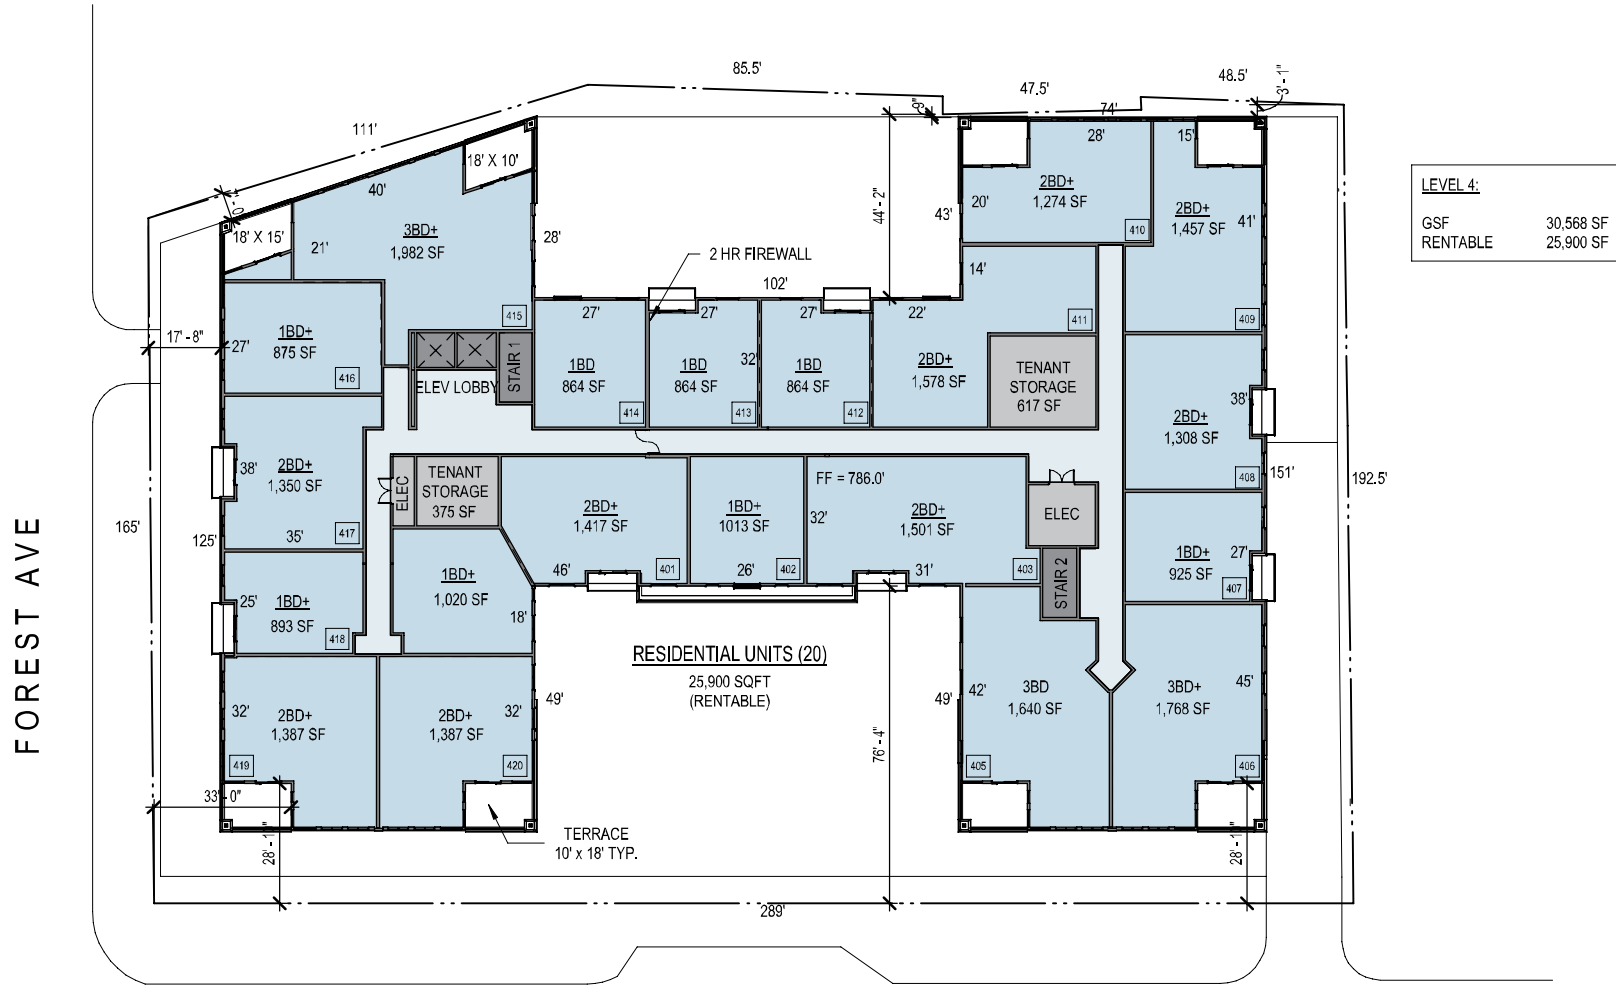 85.5'
48.5'
3'- 1"
47.5'
9"
74'
111'
28'
15'
LEVEL 4:
GSF 30,568 SF
RENTABLE 25,900 SF
18' X 10'
40'
2BD+
1,274 SF
20'
44'- 2"
43'
2BD+
1,457 SF
41'
410
18' X 15'
21'
3BD+
1,982 SF
28'
2 HR FIREWALL
14'
102'
415
27'
27'
27'
22'
411
409
17' - 8"
27'
1BD+
875 SF
416
ELEV LOBBY
STAIR 1
1BD
864 SF
414
1BD
864 SF
32'
413
1BD
864 SF
412
2BD+
1,578 SF
TENANT
STORAGE
617 SF
2BD+
1,308 SF
38'
408
38'
2BD+
1,350 SF
35'
417
ELEC
TENANT
STORAGE
375 SF
2BD+
1,417 SF
46'
401
1BD+
1013 SF
26'
402
FF = 786.0'
32'
2BD+
1,501 SF
31'
403
ELEC
STAIR 2
151'
192.5'
165'
125'
FOREST AVE
1BD+
925 SF
27'
407
25'
1BD+
893 SF
418
1BD+
1,020 SF
18'
RESIDENTIAL UNITS (20)
25,900 SQFT
(RENTABLE)
32'
2BD+
1,387 SF
419
2BD+
1,387 SF
32'
420
49'
49'
76'- 4"
42'
3BD
1,640 SF
405
3BD+
1,768 SF
45'
406
33'- 0"
TERRACE
10' x 18' TYP.
289'